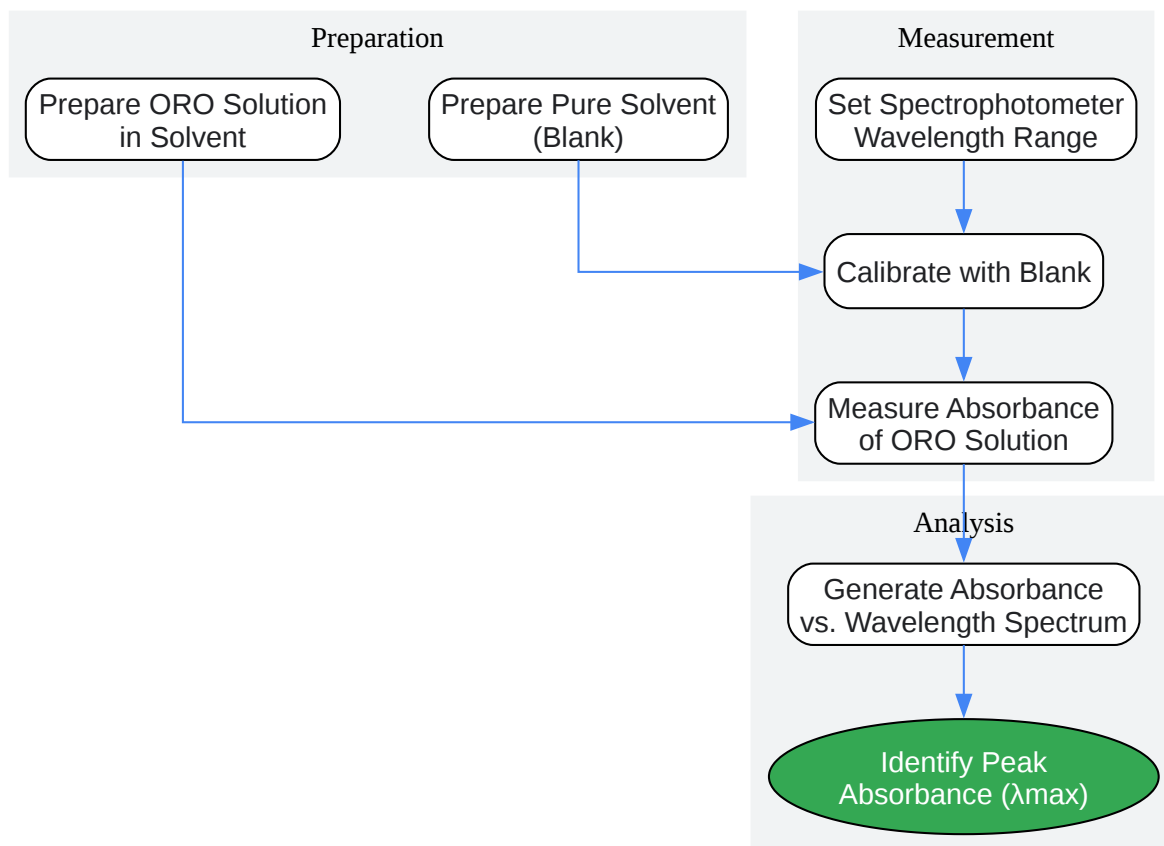 Preparation
Prepare ORO Solution
in Solvent
Prepare Pure Solvent
(Blank)
Measurement
Set Spectrophotometer
Wavelength Range
Calibrate with Blank
Measure Absorbance
of ORO Solution
Analysis
Generate Absorbance
vs. Wavelength Spectrum
Identify Peak
Absorbance (λmax)